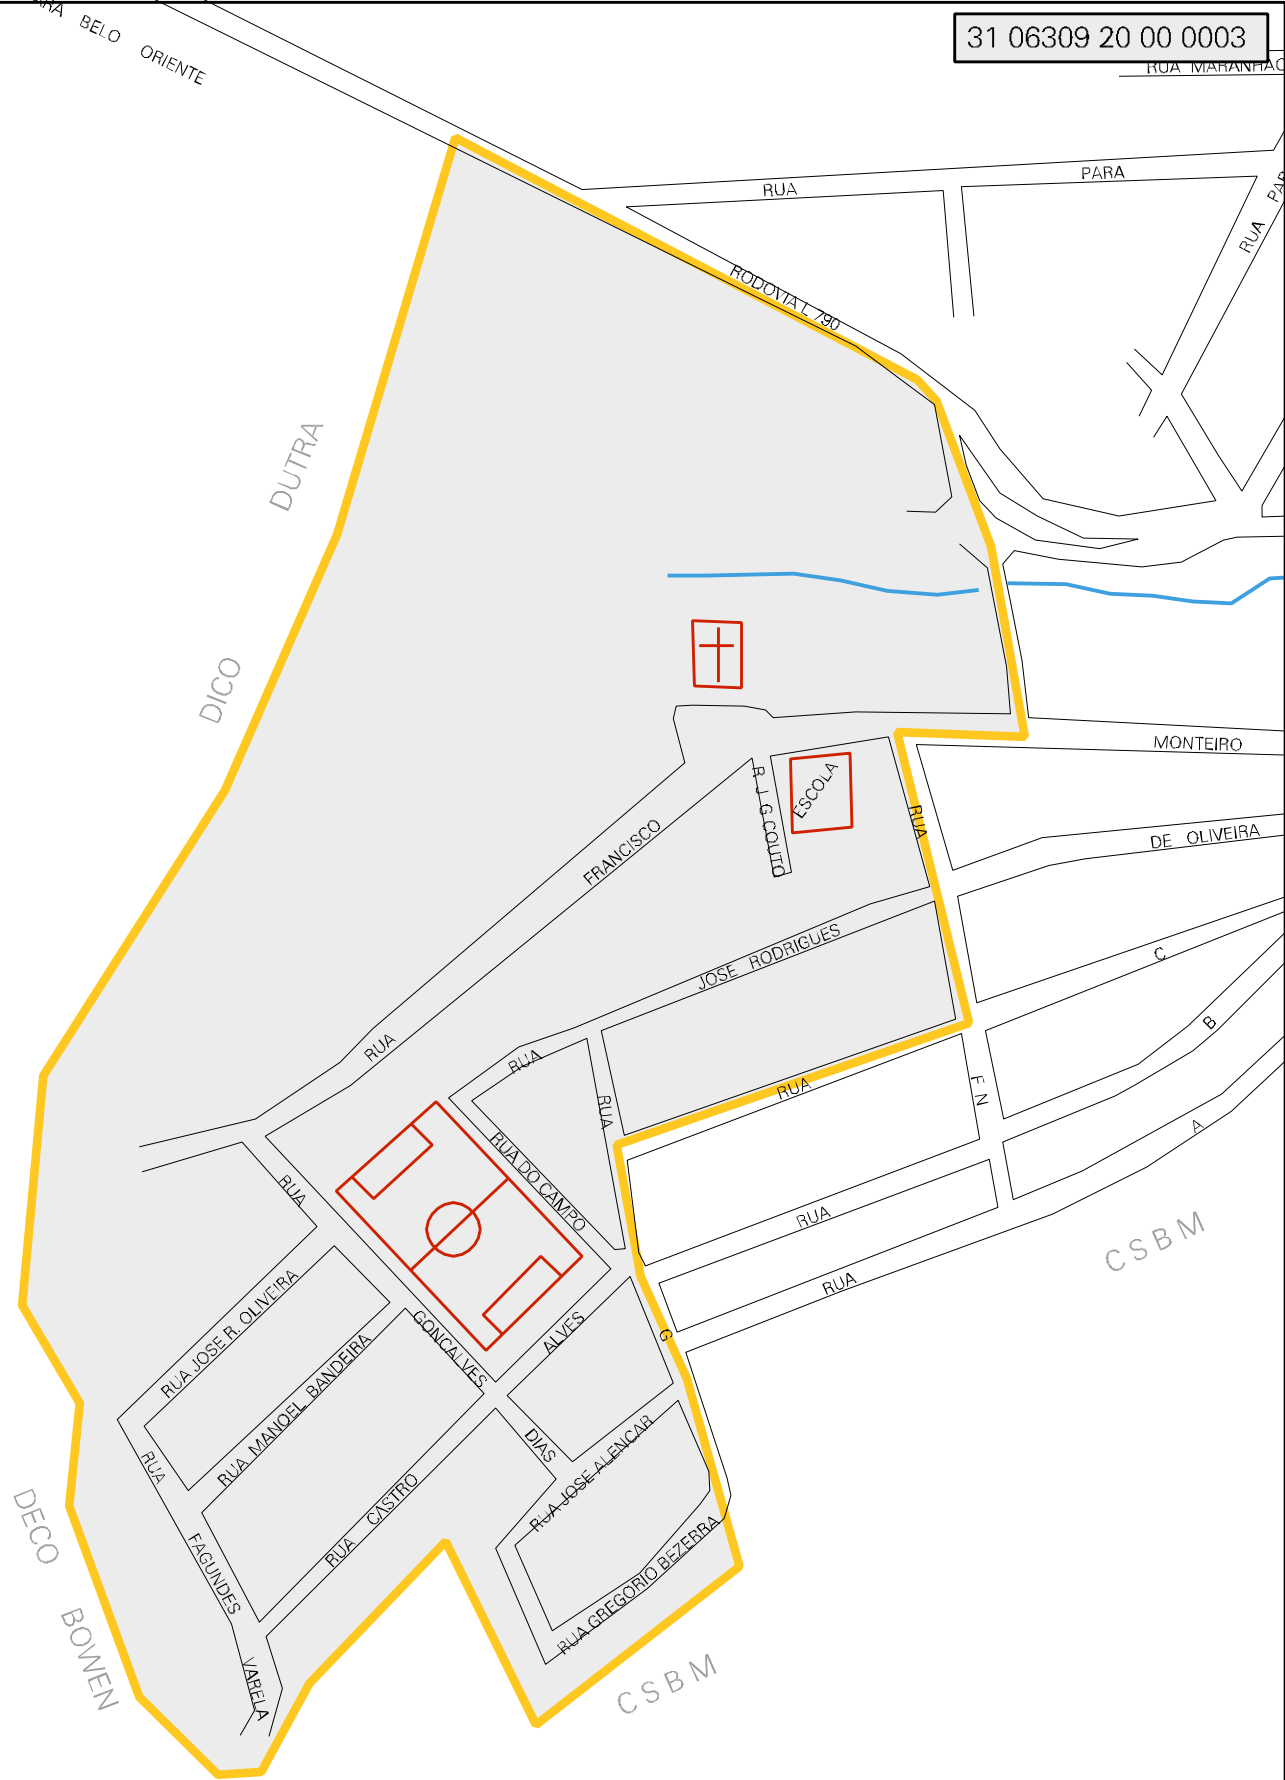 BELO ORIENTE
31 06309 20 00 0003
RUA MARANHAO
RUA PARA
RUA
RODOVIA L 790
DUTRA
DICO
MONTEIRO
ESCOLA
R J G COUTO
RUA
FRANCISCO
DE OLIVEIRA
JOSE RODRIGUES
C
RUA
B
RUA
RUA
F N
RUA
A
RUA DO CAMPO
RUA
RUA
CSBM
RUA
RUA JOSE R. OLIVEIRA
GONCALVES
ALVES
G
RUA MANOEL BANDEIRA
DIAS
RUA JOSE ALENCAR
RUA
RUA CASTRO
DECO BOWEN
FAGUNDES
RUA GREGORIO BEZERRA
VARELA
CSBM